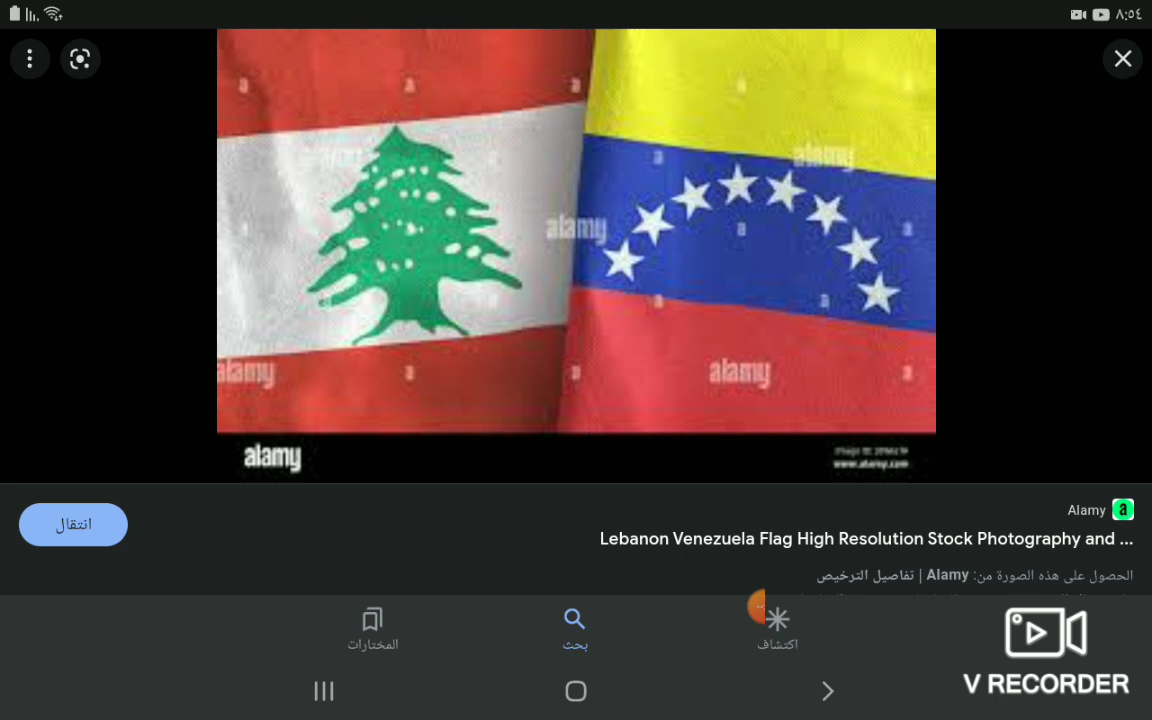 ٨:٥٤
alamy
alamy
alamy
alamy
alamy
www.alamy.com
Alamy
a
انتقال
Lebanon Venezuela Flag High Resolution Stock Photography and ...
الحصول على هذه الصورة من: Alamy | تفاصيل الترخيص
المختارات
بحث
اكتشاف
V RECORDER